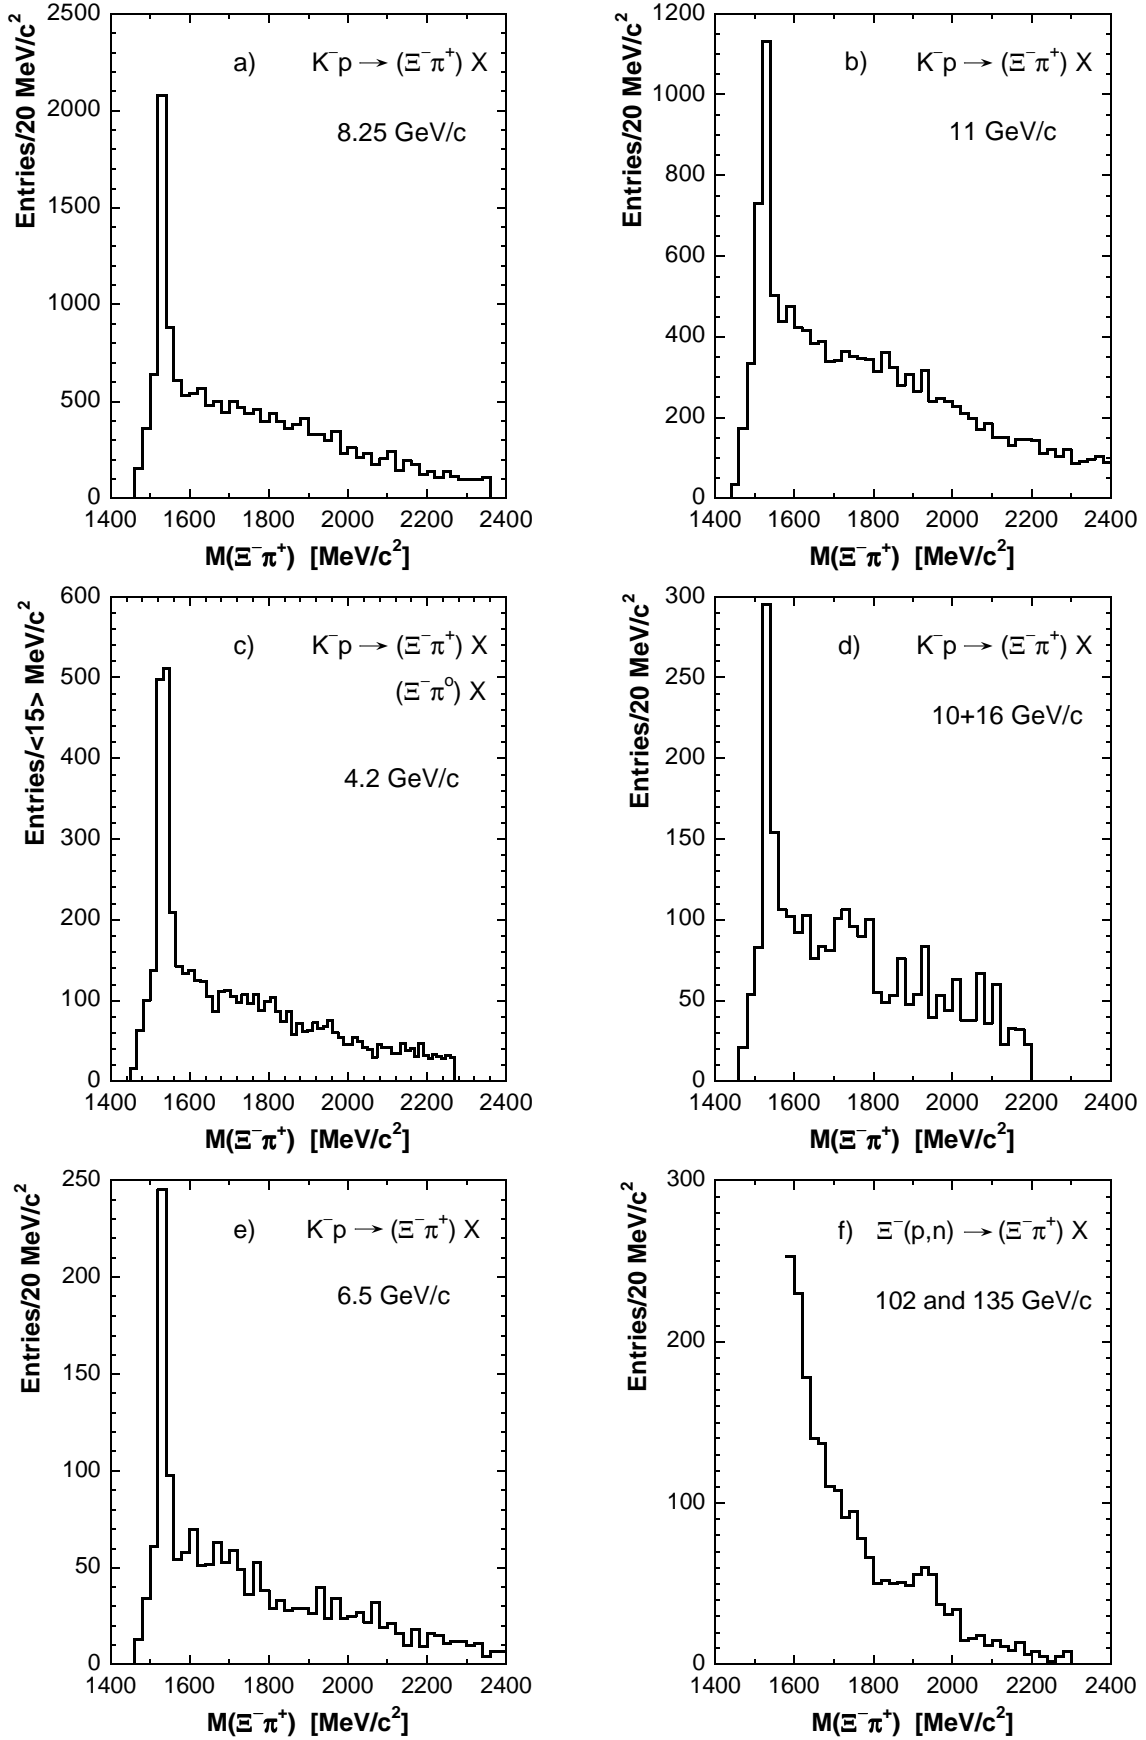 Entries/20 MeV/c²
2500
2000
1500
1000
500
0
a) K⁻p → (Ξ⁻π⁺) X
8.25 GeV/c
1400 1600 1800 2000 2200 2400
M(Ξ⁻π⁺) [MeV/c²]
Entries/20 MeV/c²
1200
1000
800
600
400
200
0
b) K⁻p → (Ξ⁻π⁺) X
11 GeV/c
1400 1600 1800 2000 2200 2400
M(Ξ⁻π⁺) [MeV/c²]
Entries/<15> MeV/c²
600
500
400
300
200
100
0
c) K⁻p → (Ξ⁻π⁺) X
(Ξ⁻π⁰) X
4.2 GeV/c
1400 1600 1800 2000 2200 2400
M(Ξ⁻π⁺) [MeV/c²]
Entries/20 MeV/c²
300
250
200
150
100
50
0
d) K⁻p → (Ξ⁻π⁺) X
10+16 GeV/c
1400 1600 1800 2000 2200 2400
M(Ξ⁻π⁺) [MeV/c²]
Entries/20 MeV/c²
250
200
150
100
50
0
e) K⁻p → (Ξ⁻π⁺) X
6.5 GeV/c
1400 1600 1800 2000 2200 2400
M(Ξ⁻π⁺) [MeV/c²]
Entries/20 MeV/c²
300
200
100
0
f) Ξ⁻(p,n) → (Ξ⁻π⁺) X
102 and 135 GeV/c
1400 1600 1800 2000 2200 2400
M(Ξ⁻π⁺) [MeV/c²]